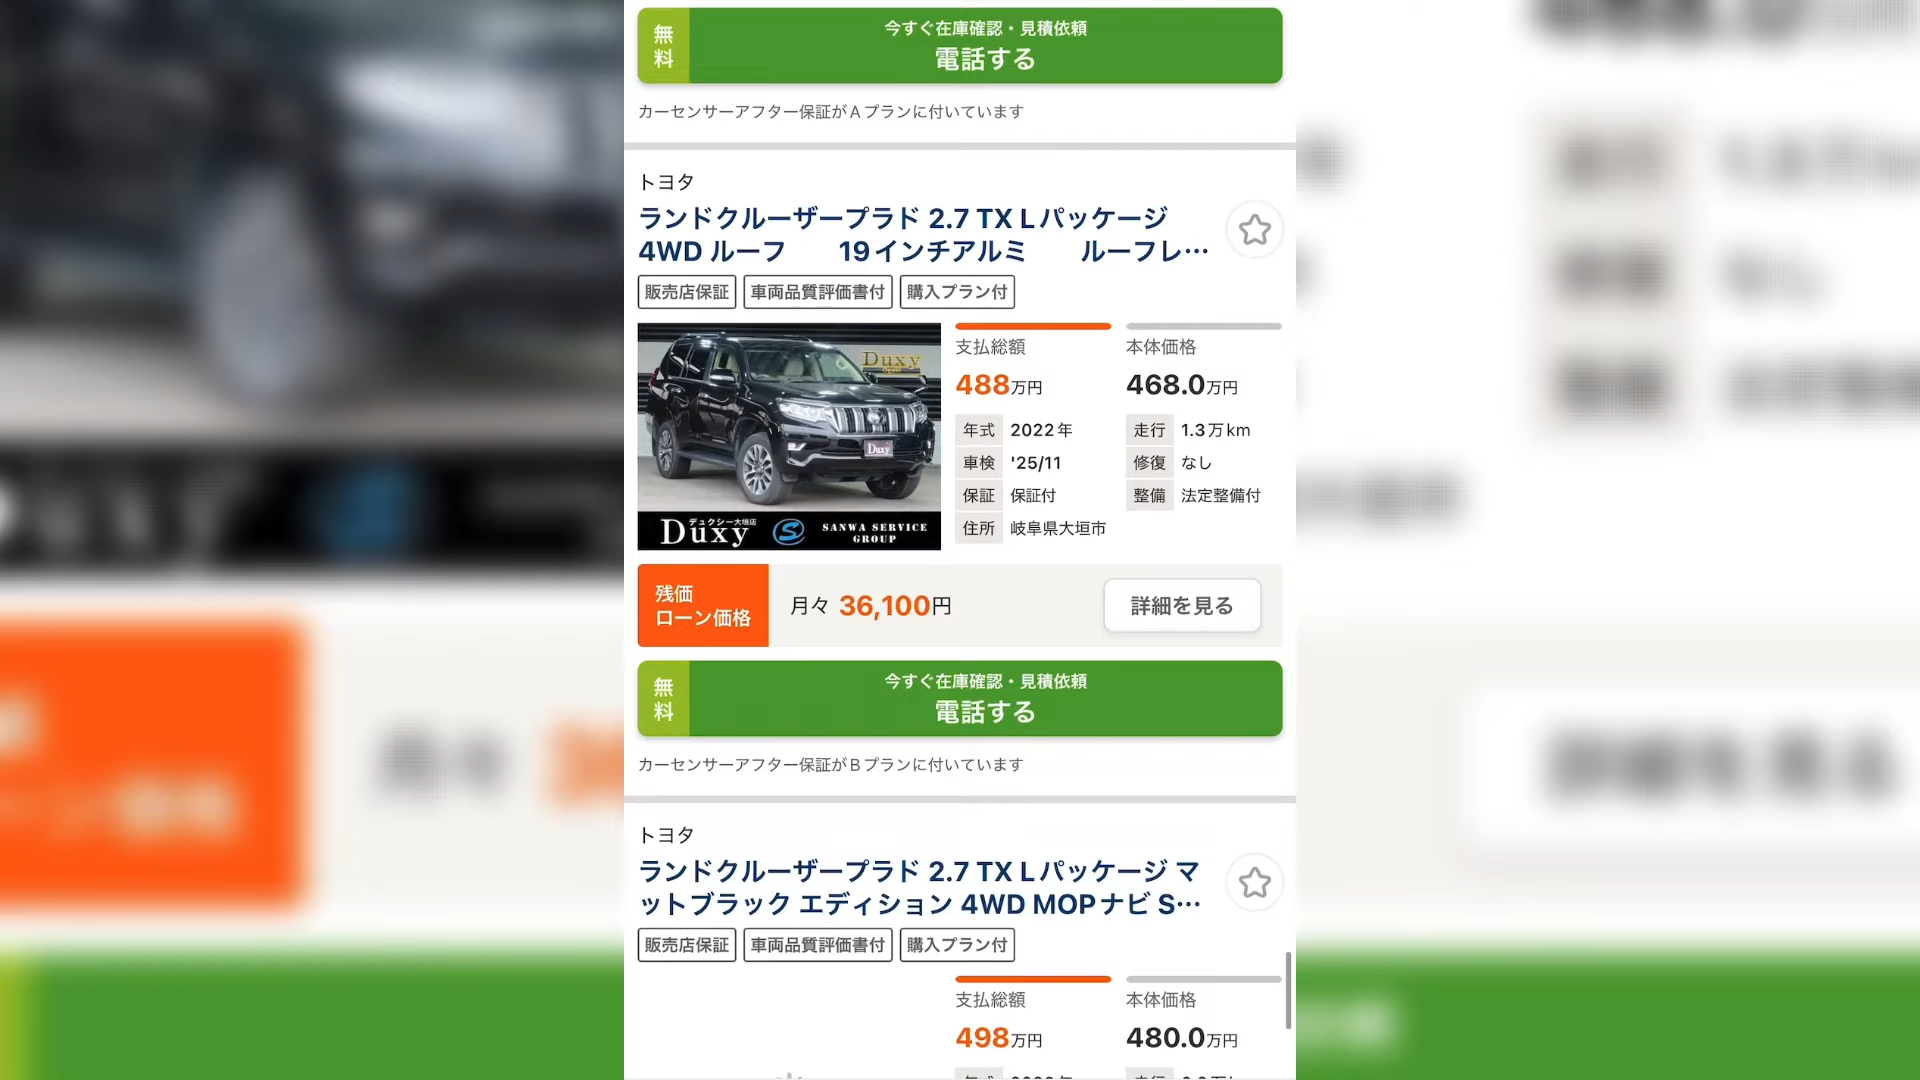 無料
今すぐ在庫確認・見積依頼
電話する
カーセンサーアフター保証がAプランに付いています
トヨタ
ランドクルーザープラド 2.7 TX Lパッケージ
4WD ルーフ　　19インチアルミ　　ルーフレ…
販売店保証 車両品質評価書付 購入プラン付
Duxy
Duxy
デュクシー大垣店
Duxy
SANWA SERVICE
GROUP
支払総額 本体価格
488万円 468.0万円
年式 2022年 走行 1.3万km
車検 '25/11 修復 なし
保証 保証付 整備 法定整備付
住所 岐阜県大垣市
残価
ローン価格
月々 36,100円
詳細を見る
無料
今すぐ在庫確認・見積依頼
電話する
カーセンサーアフター保証がBプランに付いています
トヨタ
ランドクルーザープラド 2.7 TX Lパッケージ マ
ットブラック エディション 4WD MOPナビ S…
販売店保証 車両品質評価書付 購入プラン付
支払総額 本体価格
498万円 480.0万円